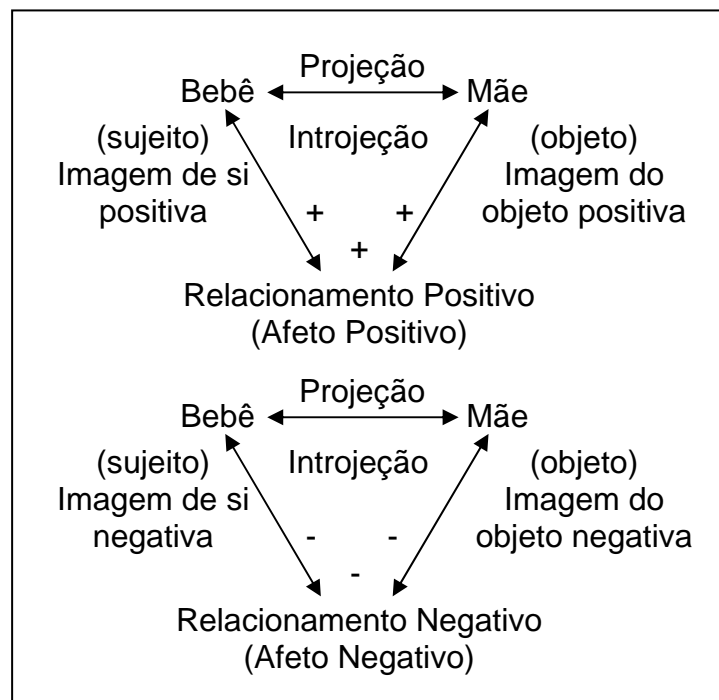 Projeção
Bebê Mãe
(sujeito) Introjeção (objeto)
Imagem de si Imagem do
positiva objeto positiva
+ +
+
Relacionamento Positivo
(Afeto Positivo)
Projeção
Bebê Mãe
(sujeito) Introjeção (objeto)
Imagem de si Imagem do
negativa objeto negativa
- -
-
Relacionamento Negativo
(Afeto Negativo)